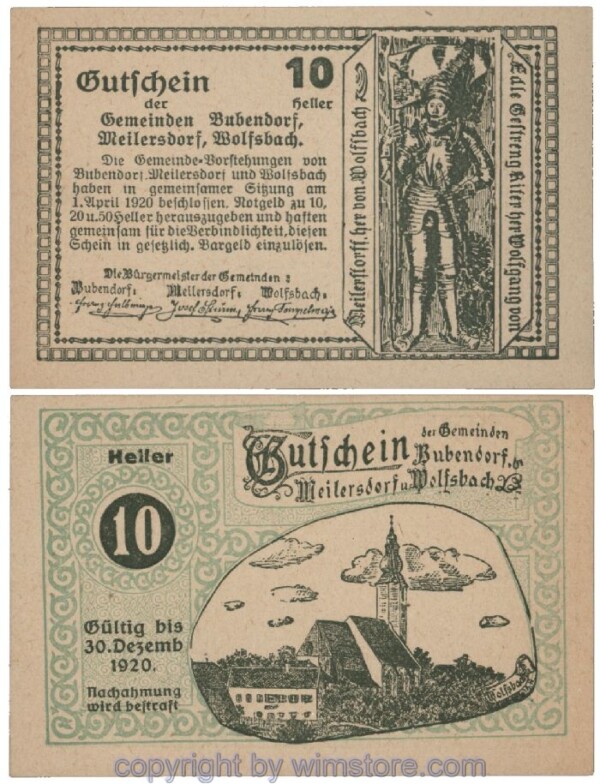 Gutschein 10
der Heller
Gemeinden Bubendorf,
Meilersdorf, Wolfsbach.
Die Gemeinde-Vorstehungen von
Bubendorf, Meilersdorf und Wolfsbach
haben in gemeinsamer Sitzung am
1. April 1920 beschlossen, Notgeld zu 10,
20 u. 50 Heller herauszugeben und haften
gemeinsam für die Verbindlichkeit, diesen
Schein in gesetzlich. Bargeld einzulösen.
Die Bürgermeister der Gemeinden:
Bubendorf: Meilersdorf: Wolfsbach:
Josef
Meilerstorff, her von Wolffsbach
Edle Gestreng Riter her Wolfgang von
Heller
10
Gültig bis
30. Dezemb
1920.
Nachahmung
wird bestraft
Gutschein der Gemeinden
Bubendorf,
Meilersdorf u. Wolfsbach
Wolfsbach
copyright by wimstore.com